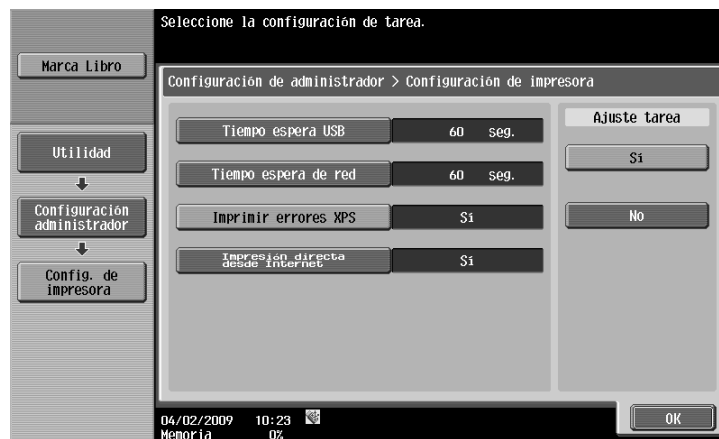 Seleccione la configuración de tarea.
Marca Libro
Configuración de administrador > Configuración de impresora
Utilidad
Configuración
administrador
Config. de
impresora
Tiempo espera USB
60 seg.
Tiempo espera de red
60 seg.
Imprimir errores XPS
Sí
Impresión directa
desde Internet
Sí
Ajuste tarea
Sí
No
04/02/2009 10:23
Memoria 0%
OK